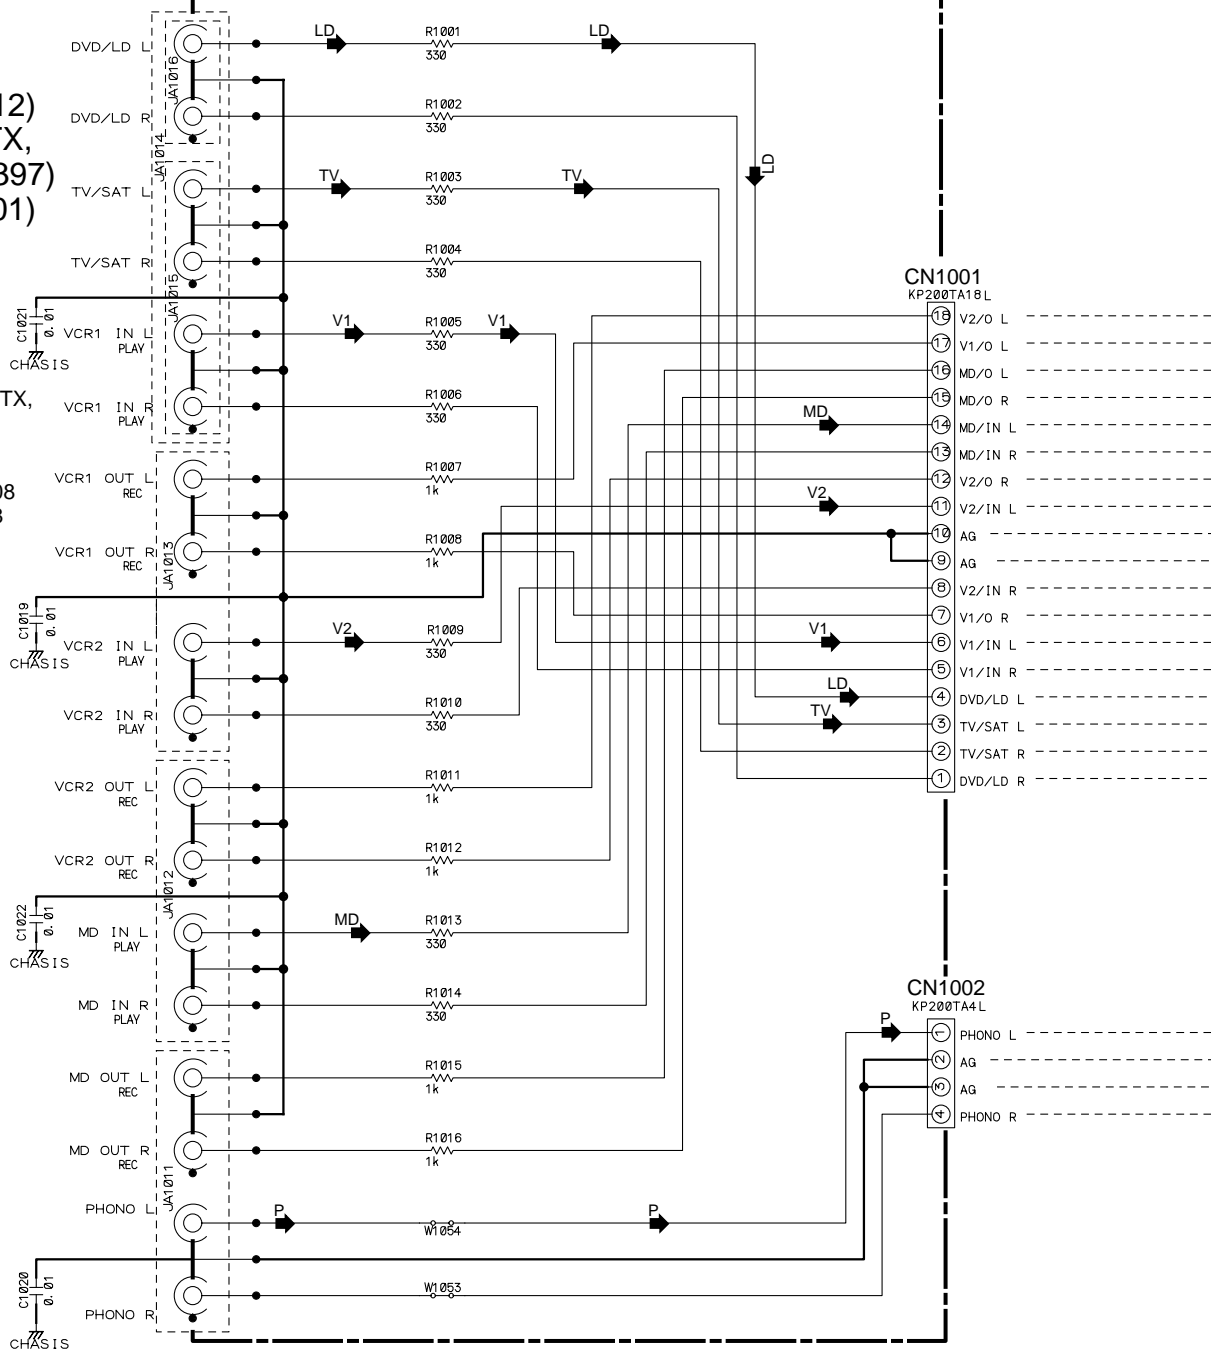 DVD/LD L
JA1016
LD
R1001
330
LD
12)
DVD/LD R
R1002
330
TX,
JA1014
LD
897)
TV/SAT L
TV
R1003
330
TV
01)
TV/SAT R
R1004
330
JA1015
CN1001
KP200TA18L
C1021
0.01
CHASIS
VCR1 IN L
PLAY
V1
R1005
330
V1
18 V2/O L
17 V1/O L
16 MD/O L
TX,
VCR1 IN R
PLAY
R1006
330
15 MD/O R
MD
14 MD/IN L
13 MD/IN R
VCR1 OUT L
REC
R1007
1k
12 V2/O R
08
V2
11 V2/IN L
10 AG
VCR1 OUT R
REC
JA1013
R1008
1k
9 AG
8 V2/IN R
C1019
0.01
CHASIS
7 V1/O R
VCR2 IN L
PLAY
V2
R1009
330
V1
6 V1/IN L
5 V1/IN R
LD
4 DVD/LD L
VCR2 IN R
PLAY
R1010
330
TV
3 TV/SAT L
2 TV/SAT R
1 DVD/LD R
VCR2 OUT L
REC
R1011
1k
VCR2 OUT R
REC
JA1012
R1012
1k
C1022
0.01
CHASIS
MD IN L
PLAY
MD
R1013
330
MD IN R
PLAY
R1014
330
CN1002
KP200TA4L
P
1 PHONO L
2 AG
MD OUT L
REC
R1015
1k
3 AG
4 PHONO R
MD OUT R
REC
JA1011
R1016
1k
PHONO L
P
W1054
P
C1020
0.01
CHASIS
W1053
PHONO R